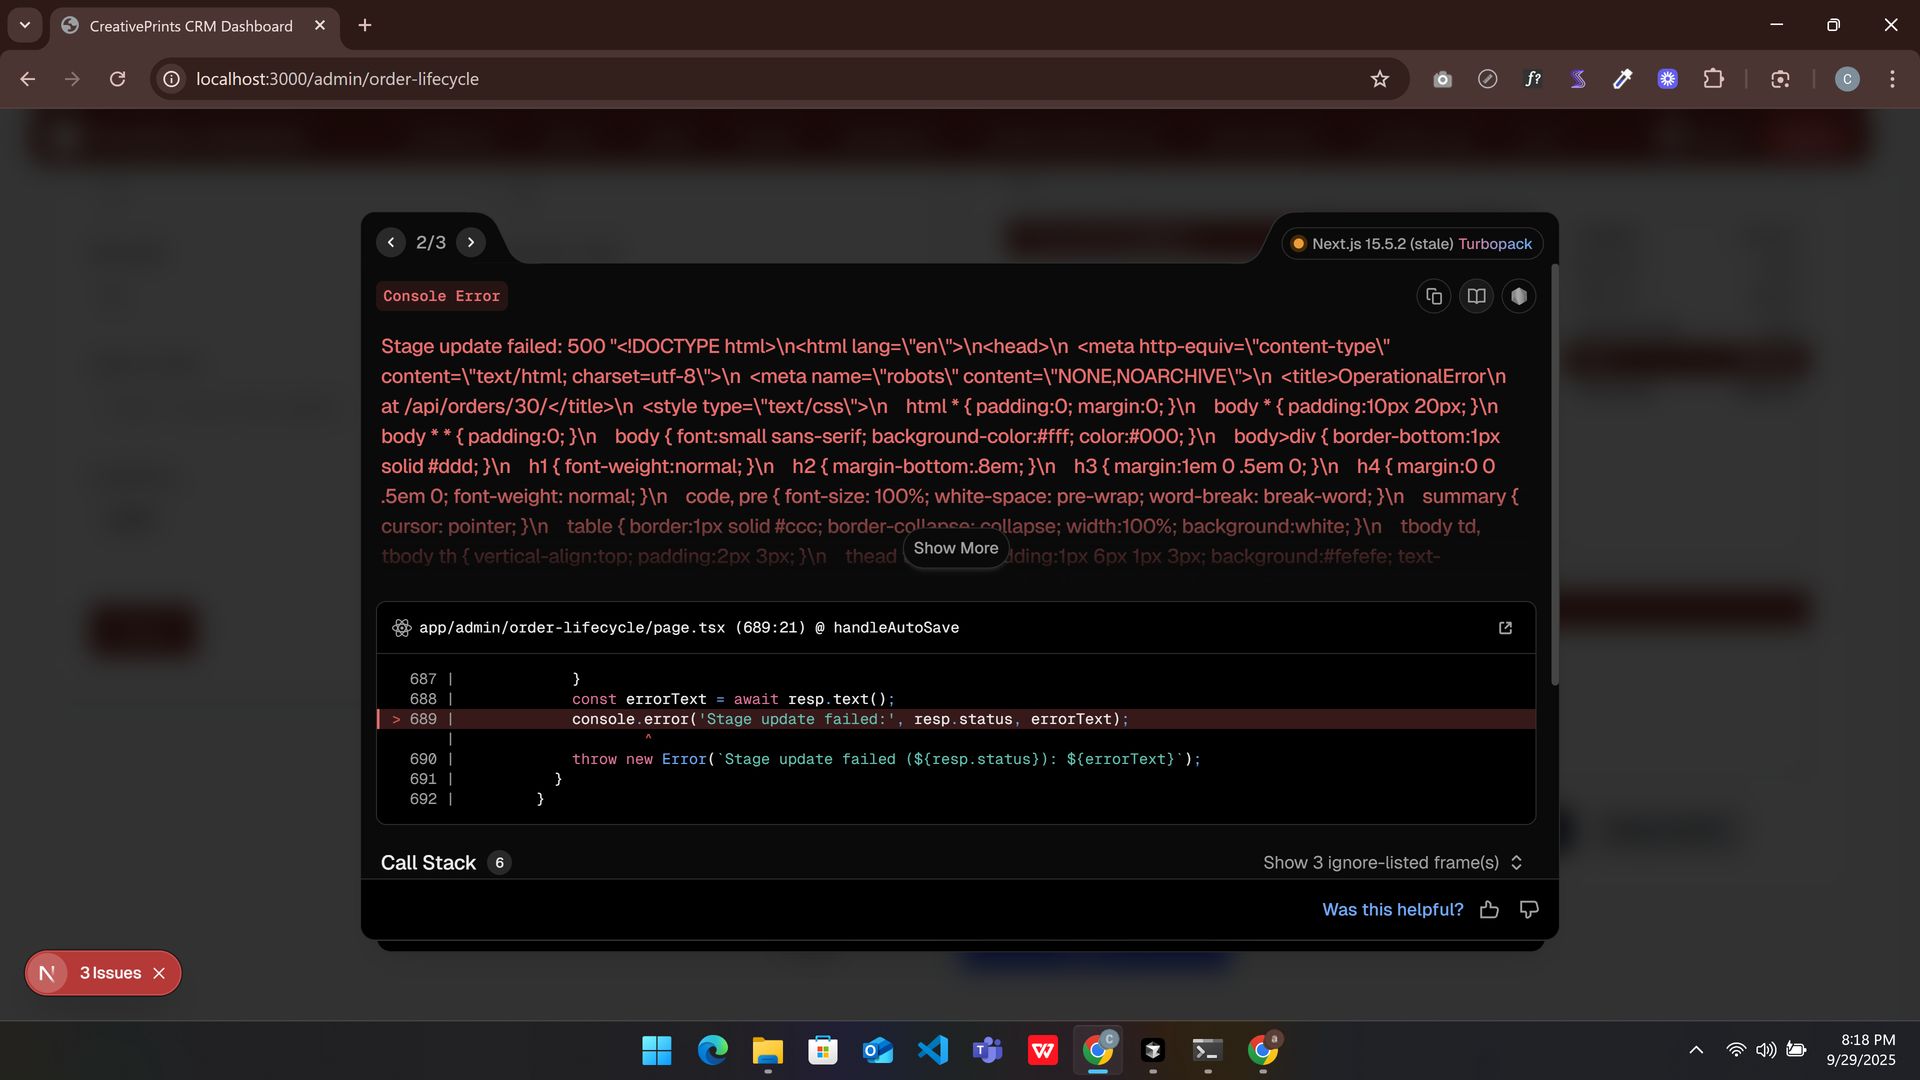 CreativePrints CRM Dashboard
localhost:3000/admin/order-lifecycle
f?
C
2/3
Next.js 15.5.2 (stale) Turbopack
Console Error
Stage update failed: 500 "<!DOCTYPE html>\n<html lang=\"en\">\n<head>\n  <meta http-equiv=\"content-type\"
content=\"text/html; charset=utf-8\">\n  <meta name=\"robots\" content=\"NONE,NOARCHIVE\">\n  <title>OperationalError\n
at /api/orders/30/</title>\n  <style type=\"text/css\">\n    html * { padding:0; margin:0; }\n    body * { padding:10px 20px; }\n
body * * { padding:0; }\n    body { font:small sans-serif; background-color:#fff; color:#000; }\n    body>div { border-bottom:1px
solid #ddd; }\n    h1 { font-weight:normal; }\n    h2 { margin-bottom:.8em; }\n    h3 { margin:1em 0 .5em 0; }\n    h4 { margin:0 0
.5em 0; font-weight: normal; }\n    code, pre { font-size: 100%; white-space: pre-wrap; word-break: break-word; }\n    summary {
cursor: pointer; }\n    table { border:1px solid #ccc; border-collapse: collapse; width:100%; background:white; }\n    tbody td,
tbody th { vertical-align:top; padding:2px 3px; }\n    thead padding:1px 6px 1px 3px; background:#fefefe; text-
Show More
app/admin/order-lifecycle/page.tsx (689:21) @ handleAutoSave
687 |             }
688 |             const errorText = await resp.text();
> 689 |             console.error('Stage update failed:', resp.status, errorText);
|                     ^
690 |             throw new Error(`Stage update failed (${resp.status}): ${errorText}`);
691 |           }
692 |         }
Call Stack 6
Show 3 ignore-listed frame(s)
Was this helpful?
N 3 Issues
C
a
8:18 PM
9/29/2025